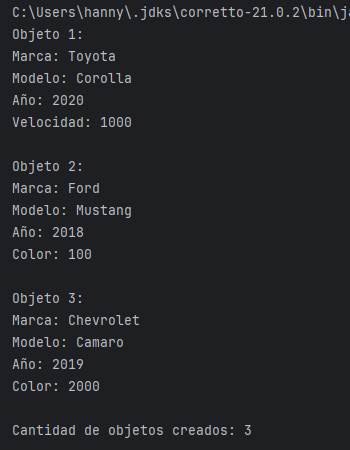 C:\Users\hanny\.jdks\corretto-21.0.2\bin\j
Objeto 1:
Marca: Toyota
Modelo: Corolla
Año: 2020
Velocidad: 1000
Objeto 2:
Marca: Ford
Modelo: Mustang
Año: 2018
Color: 100
Objeto 3:
Marca: Chevrolet
Modelo: Camaro
Año: 2019
Color: 2000
Cantidad de objetos creados: 3